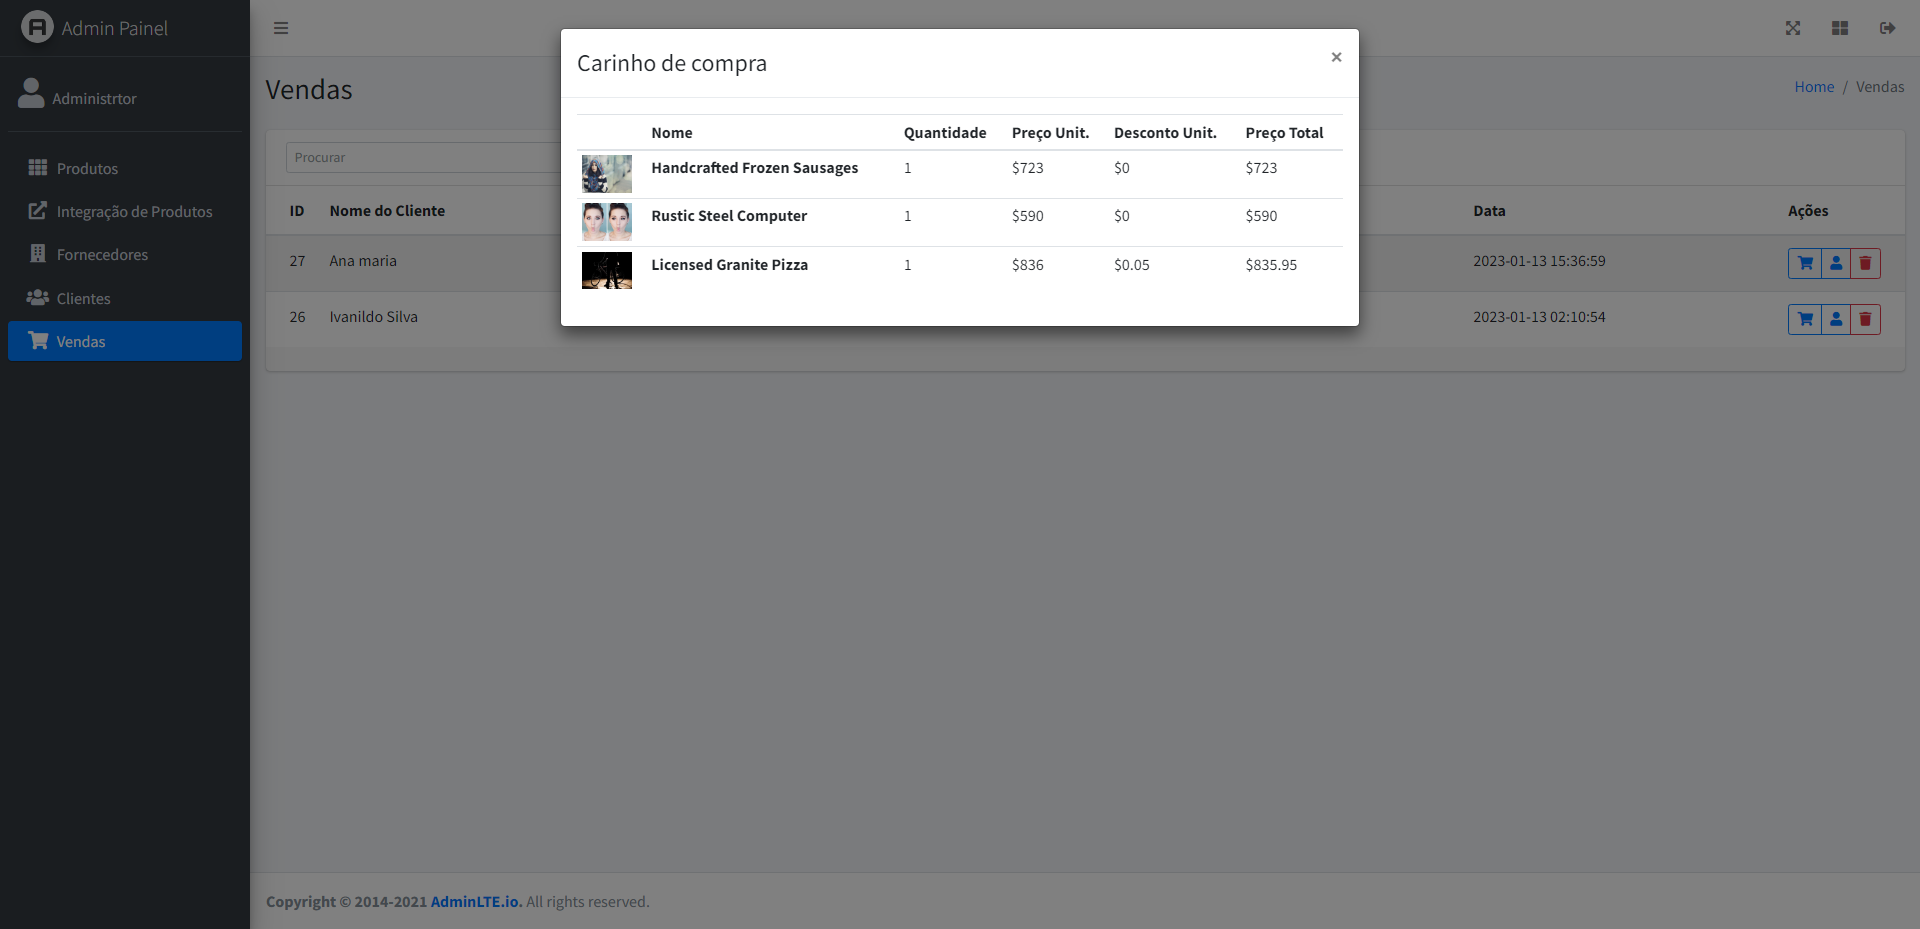 Admin Painel
Administrtor
Produtos
Integração de Produtos
Fornecedores
Clientes
Vendas
Vendas
Home / Vendas
Procurar
ID Nome do Cliente Data Ações
27 Ana maria 2023-01-13 15:36:59
26 Ivanildo Silva 2023-01-13 02:10:54
Carinho de compra ×
Nome Quantidade Preço Unit. Desconto Unit. Preço Total
Handcrafted Frozen Sausages 1 $723 $0 $723
Rustic Steel Computer 1 $590 $0 $590
Licensed Granite Pizza 1 $836 $0.05 $835.95
Copyright © 2014-2021 AdminLTE.io. All rights reserved.